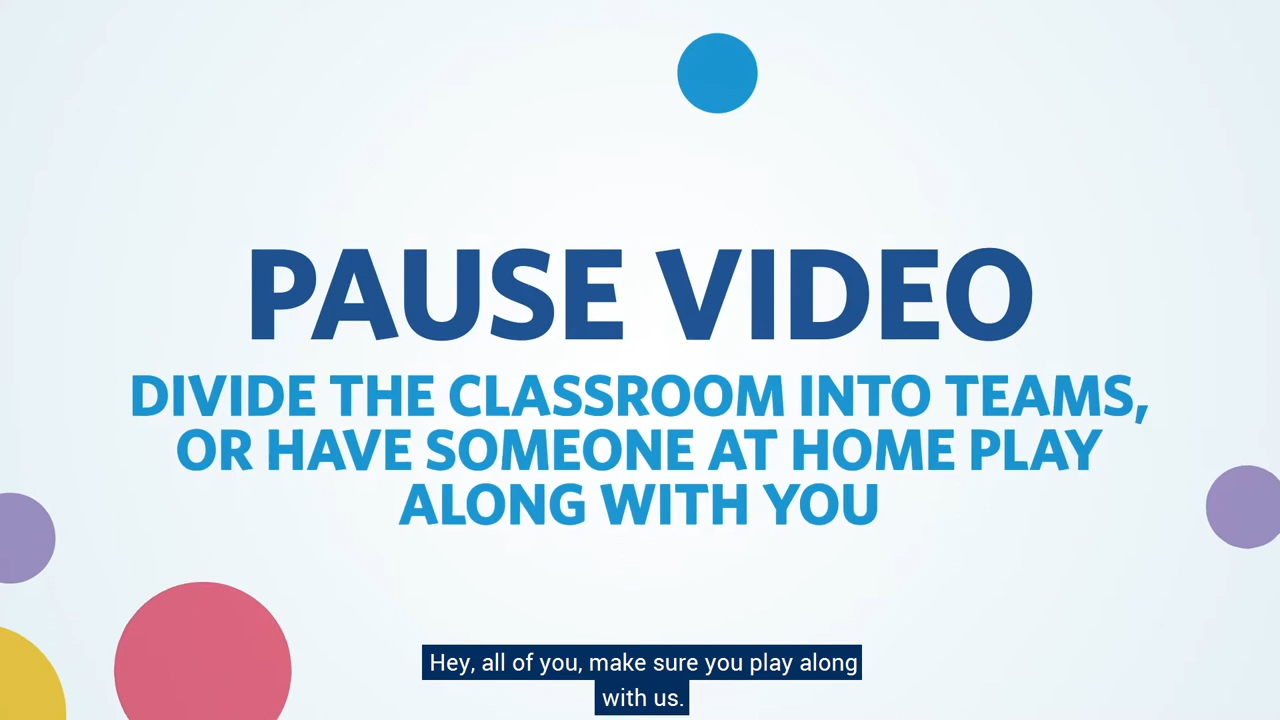 PAUSE VIDEO
DIVIDE THE CLASSROOM INTO TEAMS,
OR HAVE SOMEONE AT HOME PLAY
ALONG WITH YOU
Hey, all of you, make sure you play along
with us.